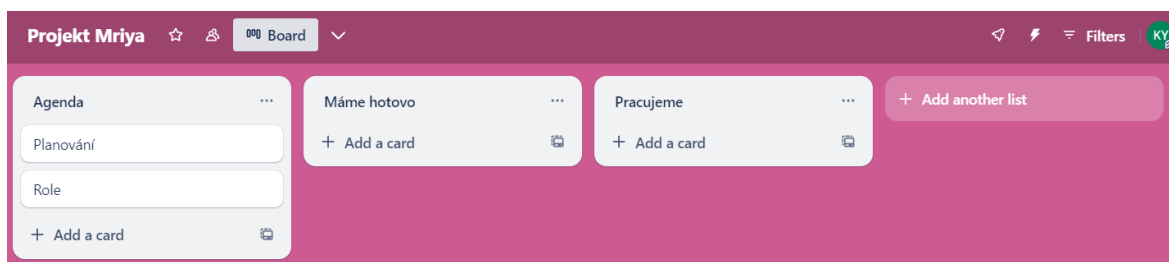 Projekt Mriya Board Filters KY
Agenda
Planování
Role
+ Add a card
Máme hotovo
+ Add a card
Pracujeme
+ Add a card
+ Add another list